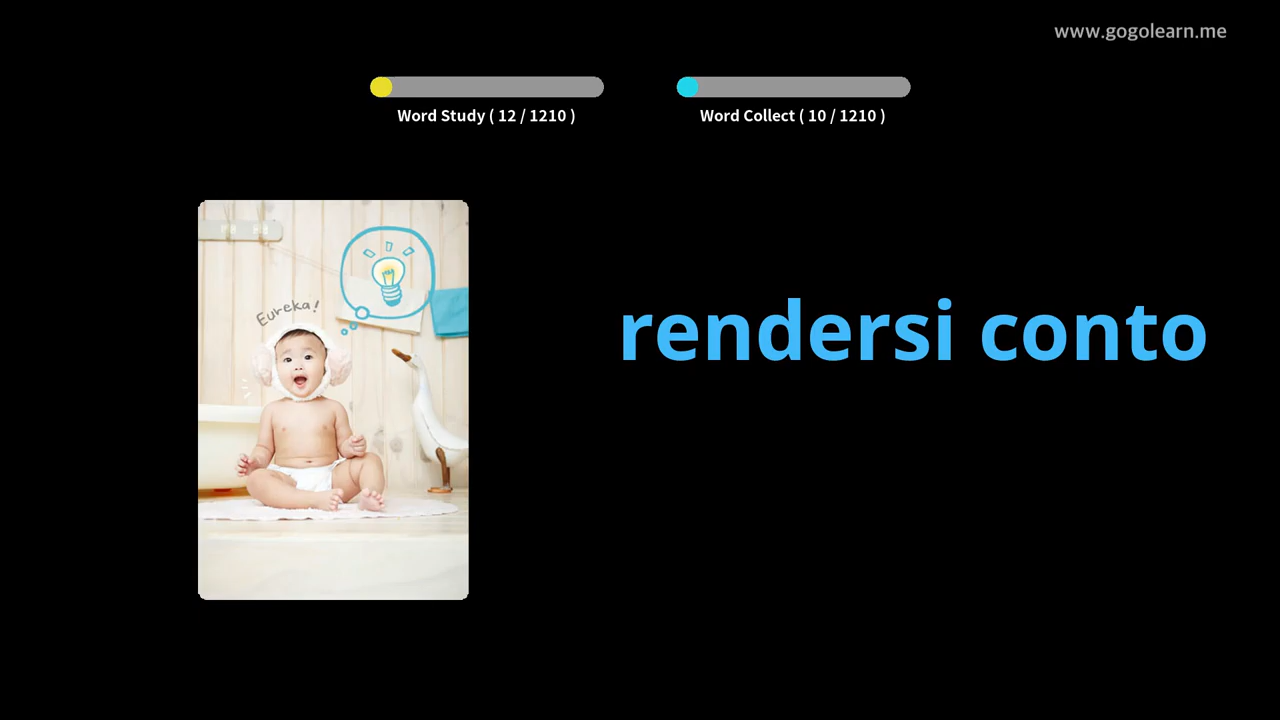 www.gogolearn.me
Word Study ( 12 / 1210 )
Word Collect ( 10 / 1210 )
Eureka!
rendersi conto